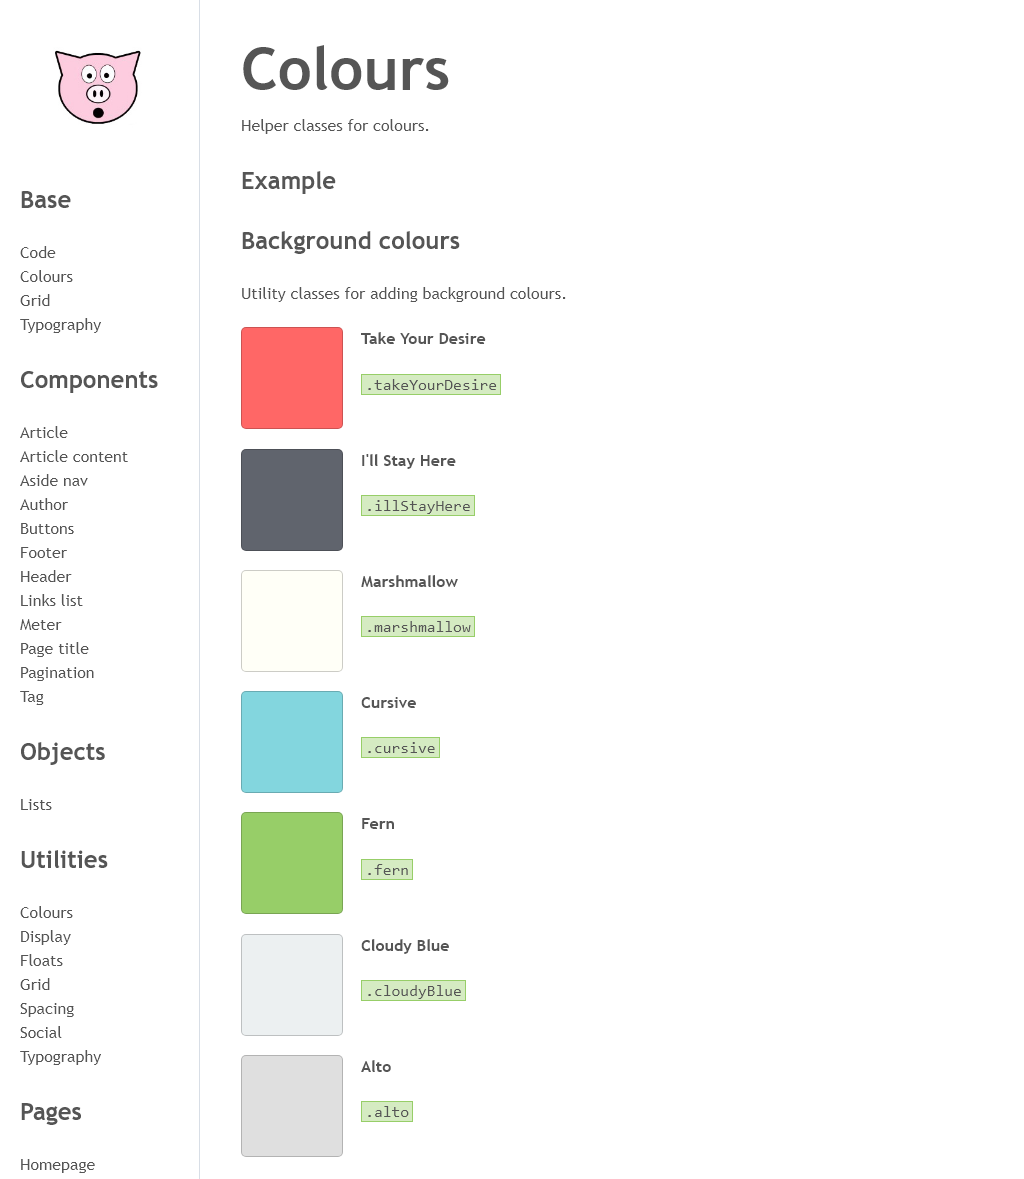 Base
Code
Colours
Grid
Typography
Components
Article
Article content
Aside nav
Author
Buttons
Footer
Header
Links list
Meter
Page title
Pagination
Tag
Objects
Lists
Utilities
Colours
Display
Floats
Grid
Spacing
Social
Typography
Pages
Homepage
Colours
Helper classes for colours.
Example
Background colours
Utility classes for adding background colours.
Take Your Desire
.takeYourDesire
I'll Stay Here
.illStayHere
Marshmallow
.marshmallow
Cursive
.cursive
Fern
.fern
Cloudy Blue
.cloudyBlue
Alto
.alto